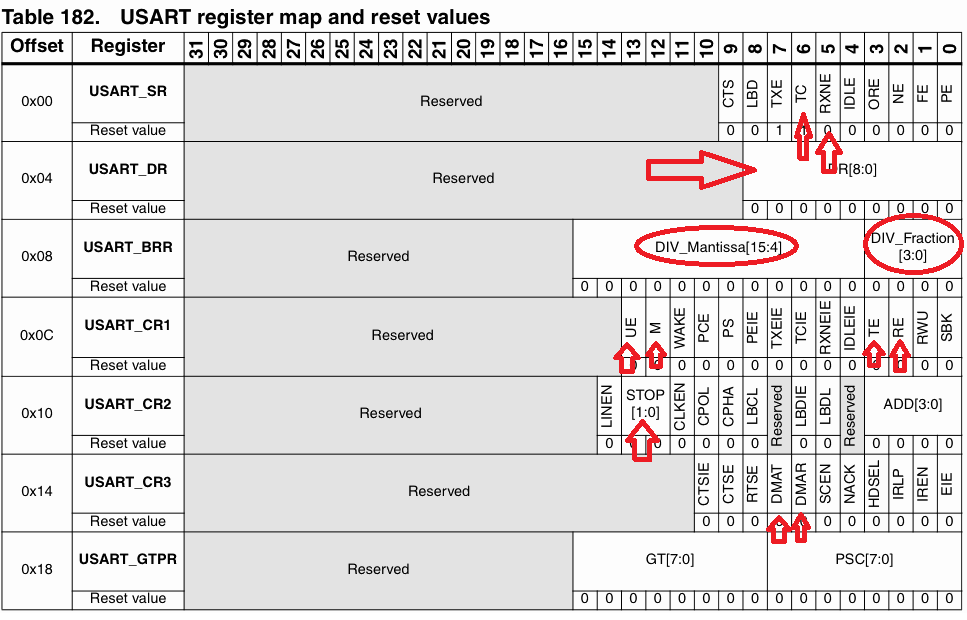 Table 182. USART register map and reset values
Offset Register 31 30 29 28 27 26 25 24 23 22 21 20 19 18 17 16 15 14 13 12 11 10 9 8 7 6 5 4 3 2 1 0
0x00 USART_SR Reserved CTS LBD TXE TC RXNE IDLE ORE NE FE PE
Reset value 0 0 1 0 0 0 0 0
0x04 USART_DR Reserved DR[8:0]
Reset value 0 0 0 0 0 0 0 0 0
0x08 USART_BRR Reserved DIV_Mantissa[15:4] DIV_Fraction
[3:0]
Reset value 0 0 0 0 0 0 0 0 0 0 0 0 0 0 0 0
0x0C USART_CR1 Reserved UE M WAKE PCE PS PEIE TXEIE TCIE RXNEIE IDLEIE TE RE RWU SBK
Reset value 0 0 0 0 0 0 0 0 0 0
0x10 USART_CR2 Reserved LINEN STOP
[1:0] CLKEN CPOL CPHA LBCL Reserved LBDIE LBDL Reserved ADD[3:0]
Reset value 0 0 0 0 0 0 0 0 0 0 0 0
0x14 USART_CR3 Reserved CTSIE CTSE RTSE DMAT DMAR SCEN NACK HDSEL IRLP IREN EIE
Reset value 0 0 0 0 0 0 0 0 0
0x18 USART_GTPR Reserved GT[7:0] PSC[7:0]
Reset value 0 0 0 0 0 0 0 0 0 0 0 0 0 0 0 0